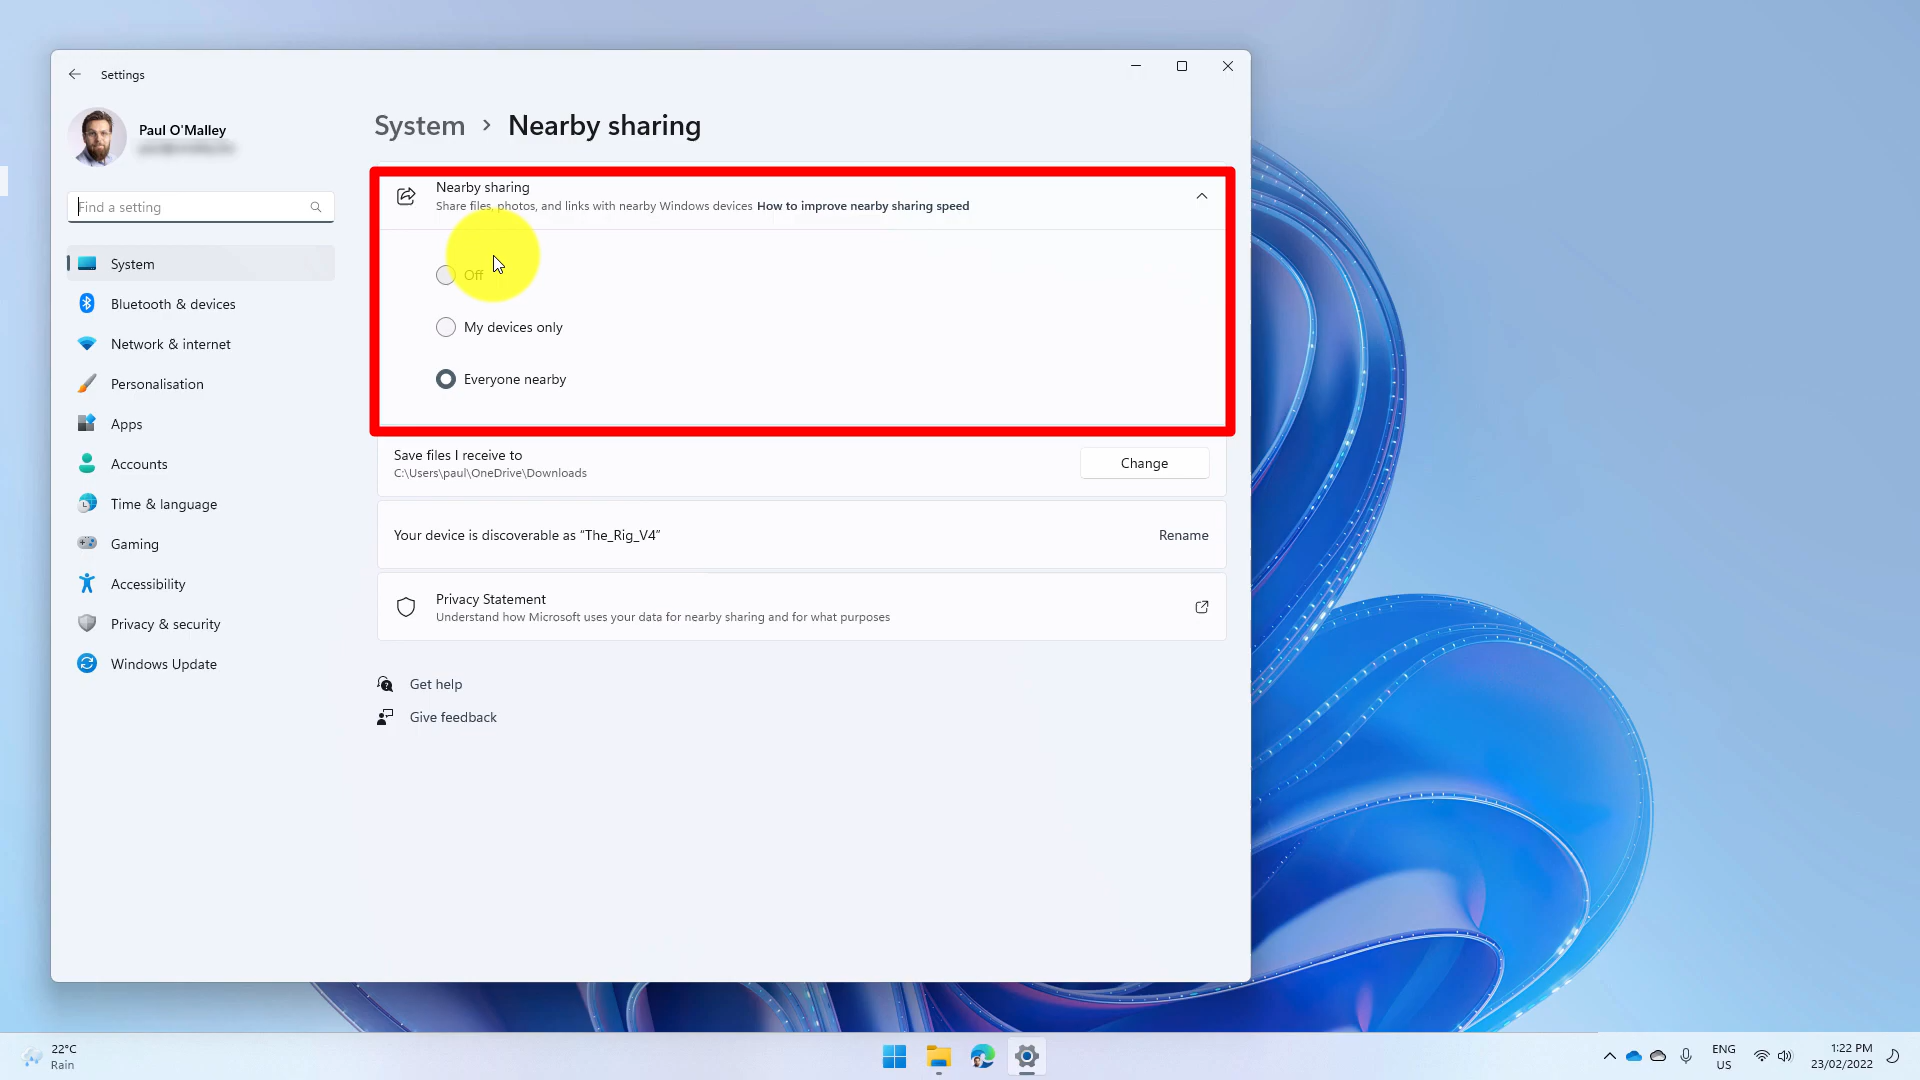 Settings
Paul O'Malley
Find a setting
System
Bluetooth & devices
Network & internet
Personalisation
Apps
Accounts
Time & language
Gaming
Accessibility
Privacy & security
Windows Update
System > Nearby sharing
Nearby sharing
Share files, photos, and links with nearby Windows devices How to improve nearby sharing speed
Off
My devices only
Everyone nearby
Save files I receive to
C:\Users\paul\OneDrive\Downloads
Change
Your device is discoverable as “The_Rig_V4”
Rename
Privacy Statement
Understand how Microsoft uses your data for nearby sharing and for what purposes
Get help
Give feedback
22°C
Rain
ENG
US
1:22 PM
23/02/2022